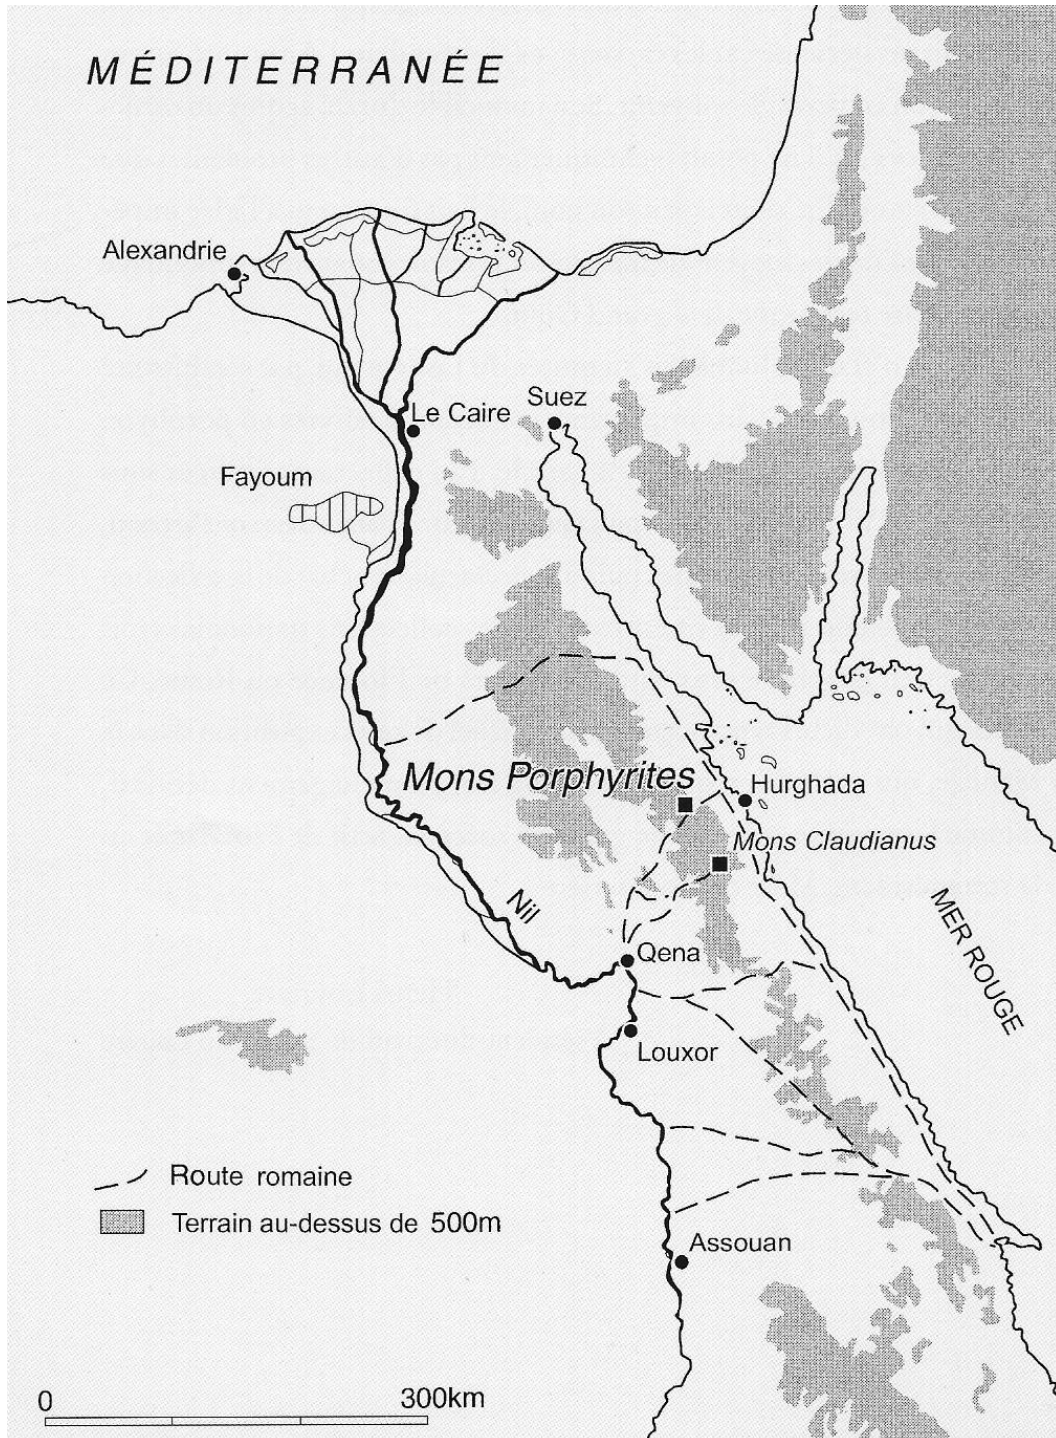 MÉDITERRANÉE
Alexandrie
Le Caire
Suez
Fayoum
Mons Porphyrites
Hurghada
Mons Claudianus
Nil
MER ROUGE
Qena
Louxor
Route romaine
Terrain au-dessus de 500m
Assouan
0 300km